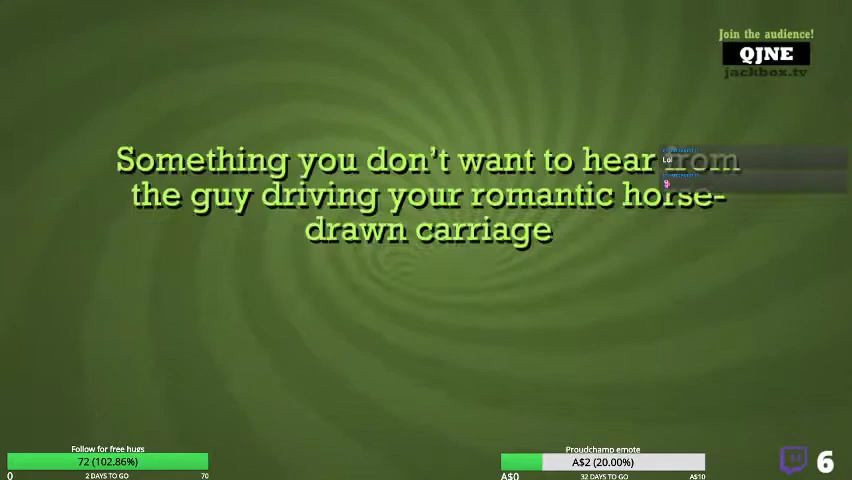 Join the audience!
QJNE
jackbox.tv
Something you don't want to hear from
the guy driving your romantic horse-
drawn carriage
Lol
Follow for free hugs
72 (102.86%)
0 2 DAYS TO GO 70
Proudchamp emote
A$2 (20.00%)
A$0 32 DAYS TO GO A$10
6